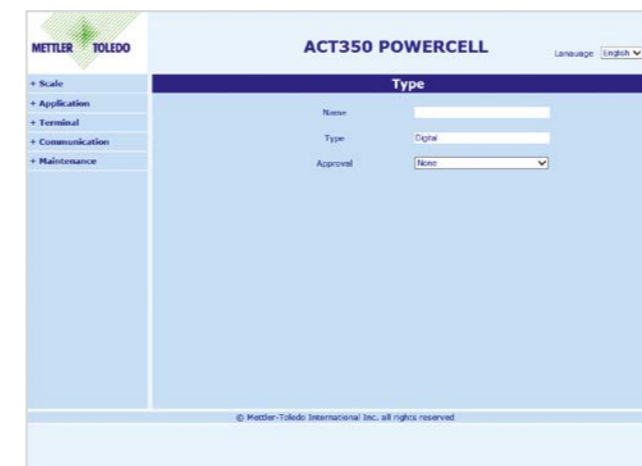 METTLER TOLEDO
ACT350 POWERCELL
Lanauage English
+ Scale
+ Application
+ Terminal
+ Communication
+ Maintenance
Type
Name
Type Digital
Approval None
© Mettler-Toledo International Inc. all rights reserved